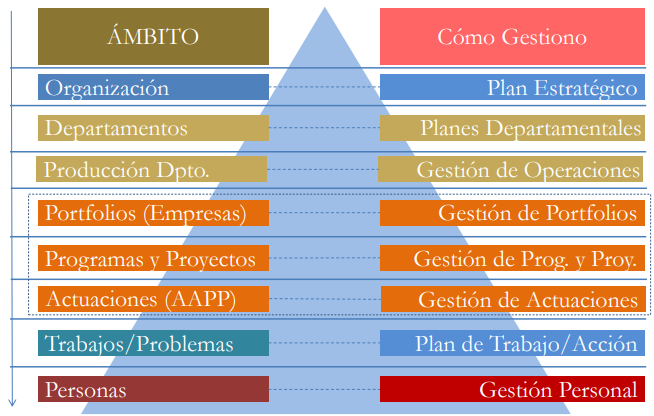 ÁMBITO
Cómo Gestiono
Organización
Plan Estratégico
Departamentos
Planes Departamentales
Producción Dpto.
Gestión de Operaciones
Portfolios (Empresas)
Gestión de Portfolios
Programas y Proyectos
Gestión de Prog. y Proy.
Actuaciones (AAPP)
Gestión de Actuaciones
Trabajos/Problemas
Plan de Trabajo/Acción
Personas
Gestión Personal